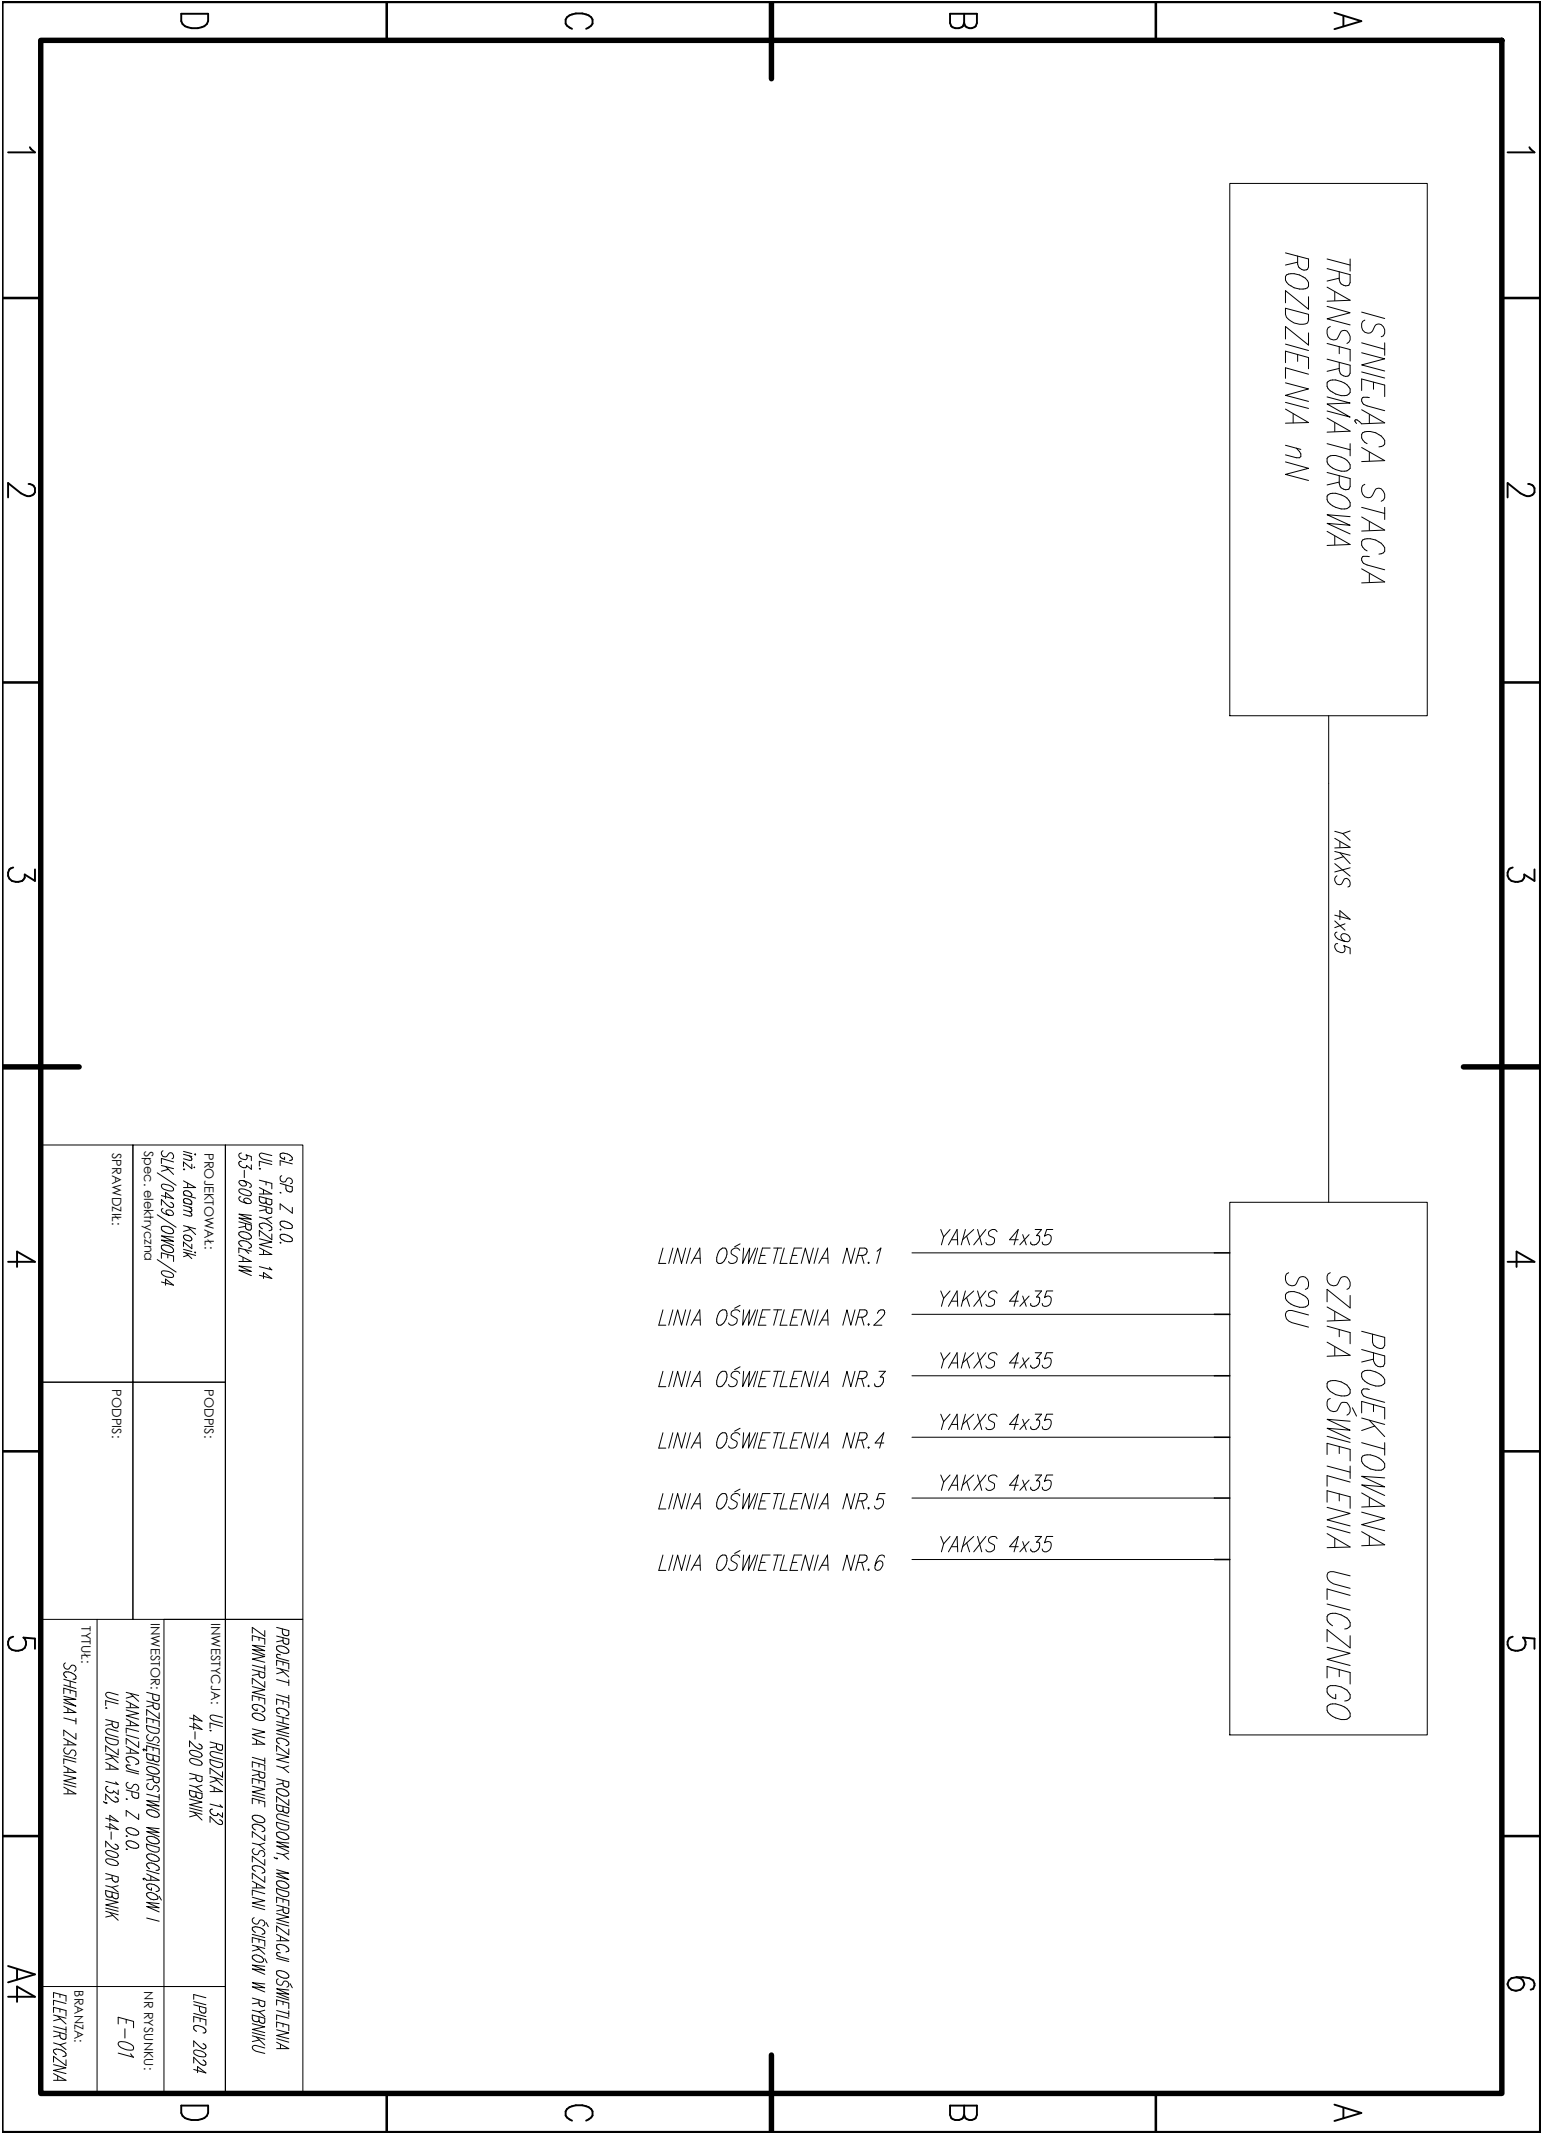 1
2
3
4
5
6
A
B
C
D
ISTNIEJĄCA STACJA
TRANSFROMATOROWA
ROZDZIELNIA nN
YAKXS 4x95
PROJEKTOWANA
SZAFA OŚWIETLENIA ULICZNEGO
SOU
YAKXS 4x35
LINIA OŚWIETLENIA NR.1
YAKXS 4x35
LINIA OŚWIETLENIA NR.2
YAKXS 4x35
LINIA OŚWIETLENIA NR.3
YAKXS 4x35
LINIA OŚWIETLENIA NR.4
YAKXS 4x35
LINIA OŚWIETLENIA NR.5
YAKXS 4x35
LINIA OŚWIETLENIA NR.6
GL SP. Z O.O.
UL. FABRYCZNA 14
53-609 WROCŁAW
PROJEKTOWAŁ:
inż. Adam Kozik
SLK/0429/OWOE/04
Spec. elektryczna
PODPIS:
SPRAWDZIŁ:
PODPIS:
PROJEKT TECHNICZNY ROZBUDOWY, MODERNIZACJI OŚWIETLENIA
ZEWNTRZNEGO NA TERENIE OCZYSZCZALNI ŚCIEKÓW W RYBNIKU
INWESTYCJA: UL. RUDZKA 132
44-200 RYBNIK
LIPIEC 2024
INWESTOR: PRZEDSIĘBIORSTWO WODOCIĄGÓW I
KANALIZACJI SP. Z O.O.
UL. RUDZKA 132, 44-200 RYBNIK
NR RYSUNKU:
E-01
TYTUŁ:
SCHEMAT ZASILANIA
BRANŻA:
ELEKTRYCZNA
A
B
C
D
1
2
3
4
5
A4